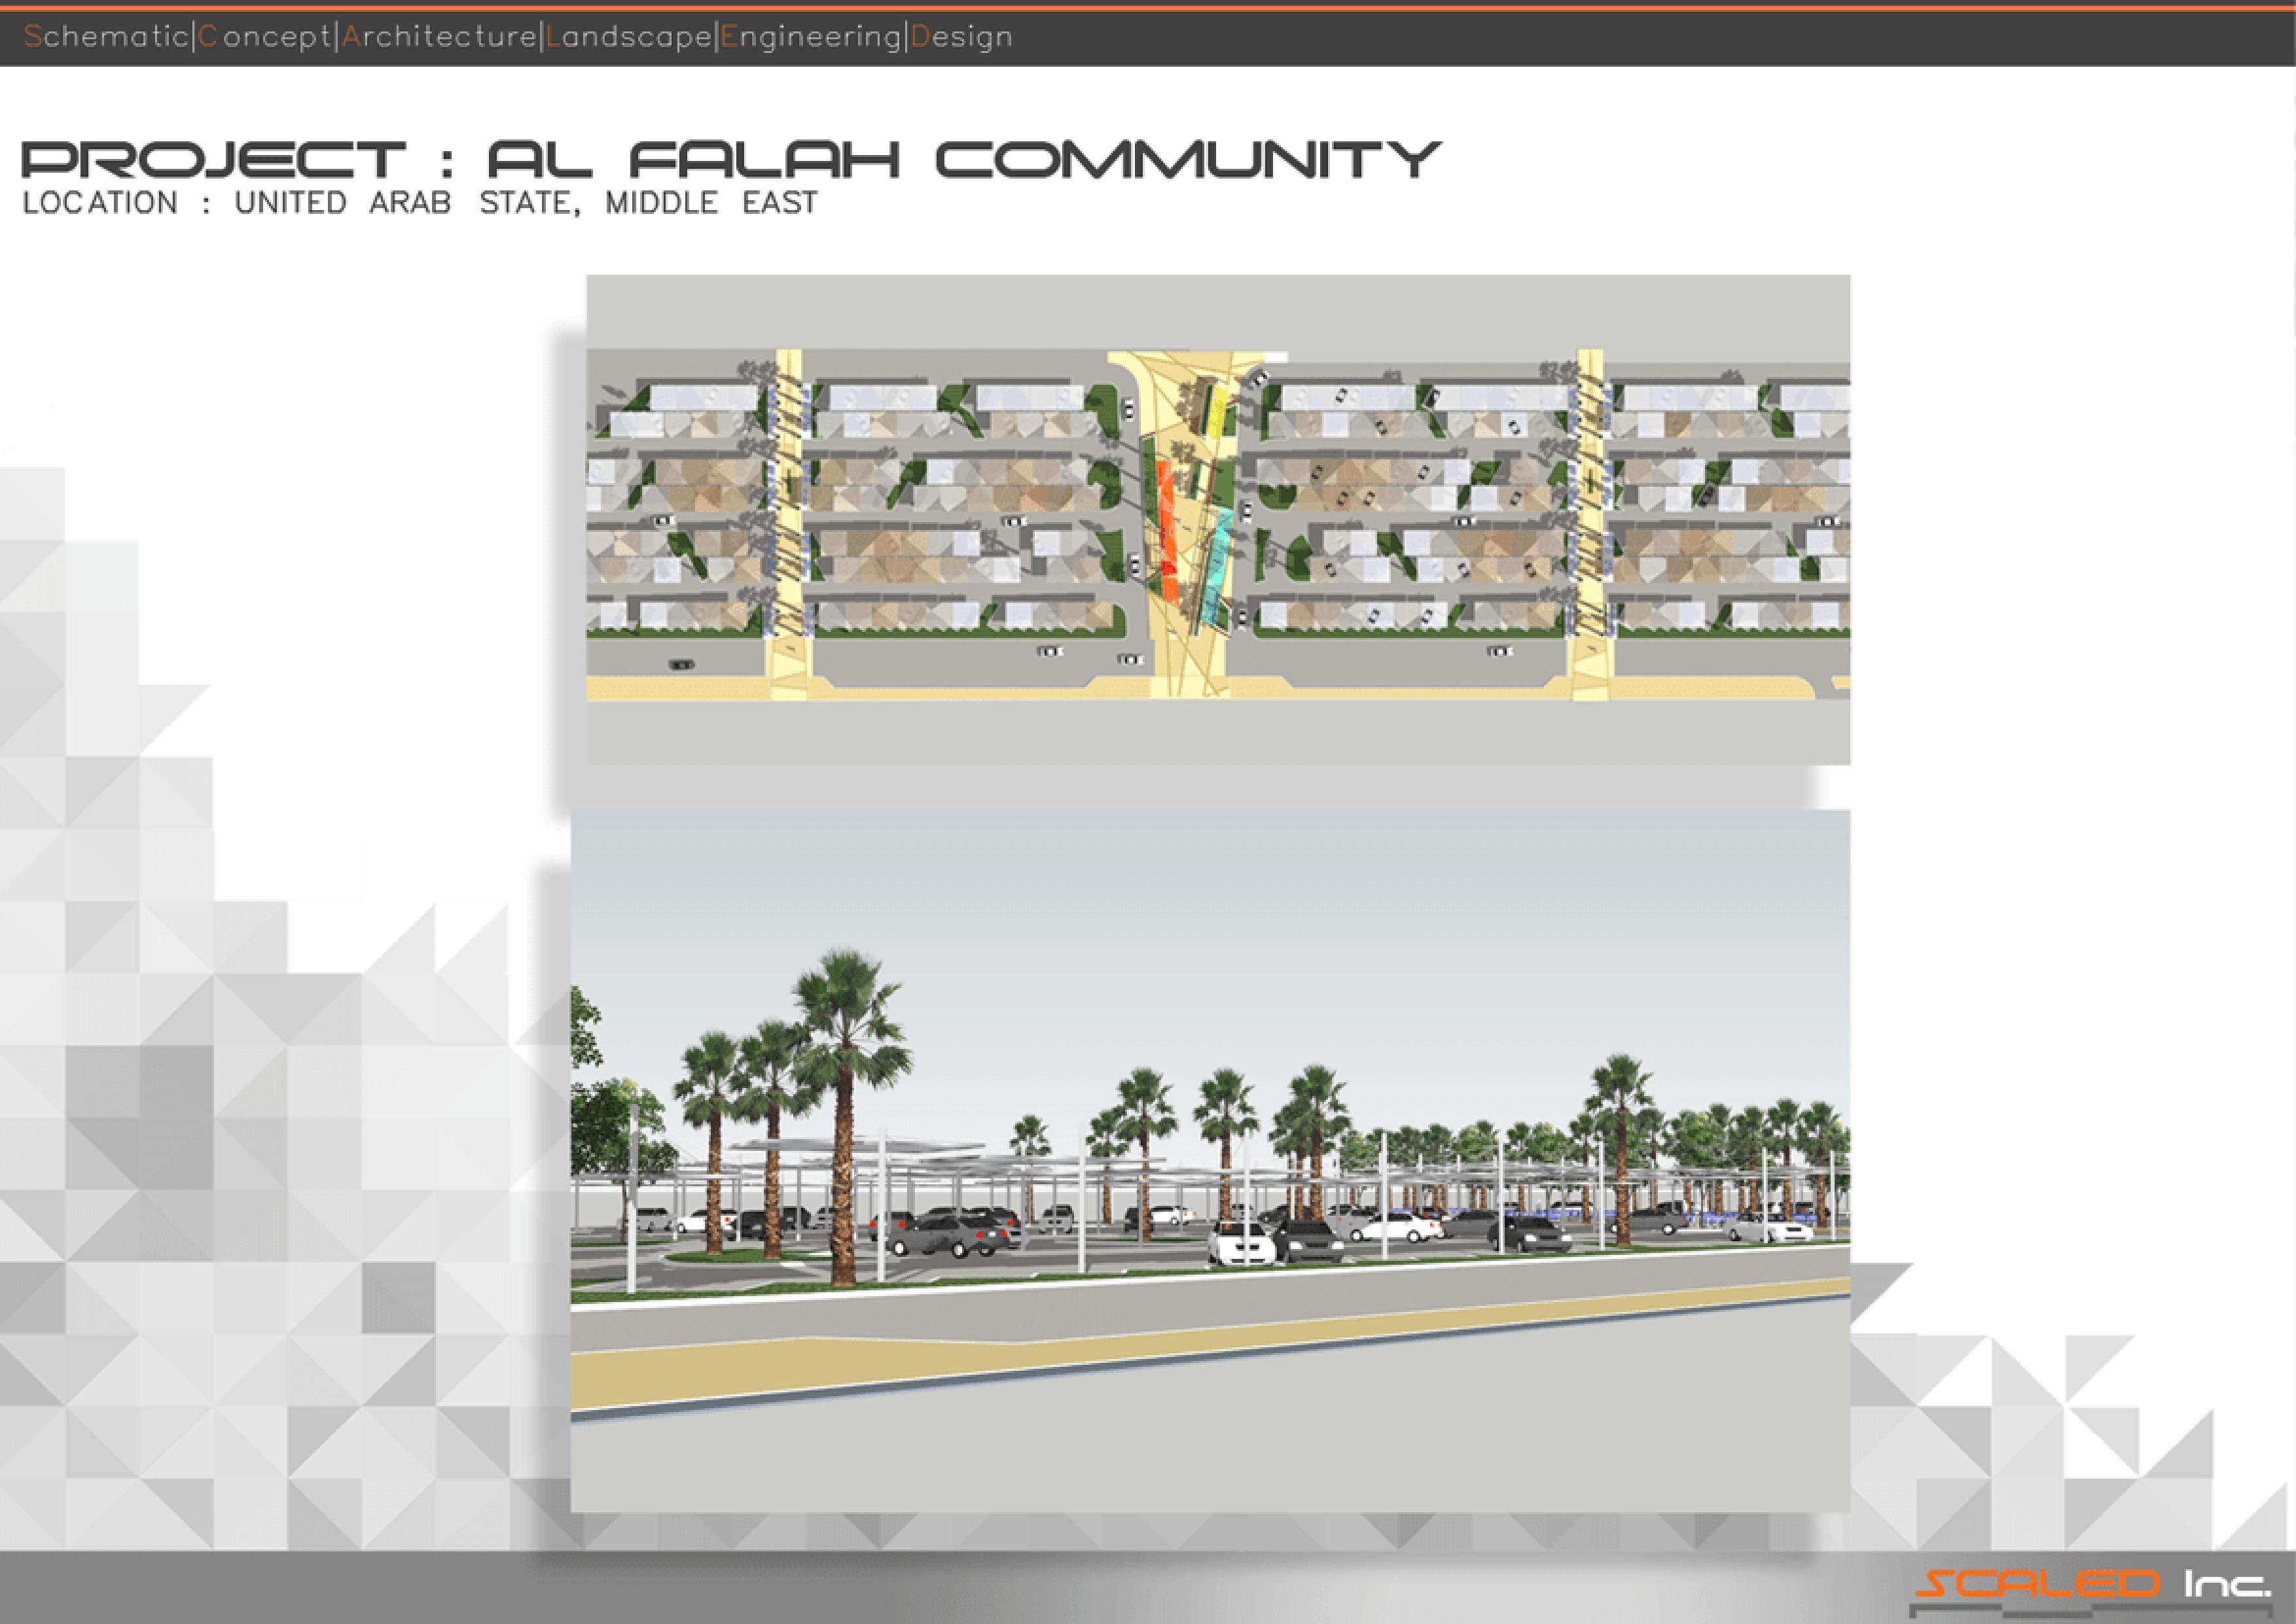 Schematic|Concept|Architecture|Landscape|Engineering|Design
PROJECT : AL FALAH COMMUNITY
LOCATION : UNITED ARAB STATE, MIDDLE EAST
SCALED Inc.